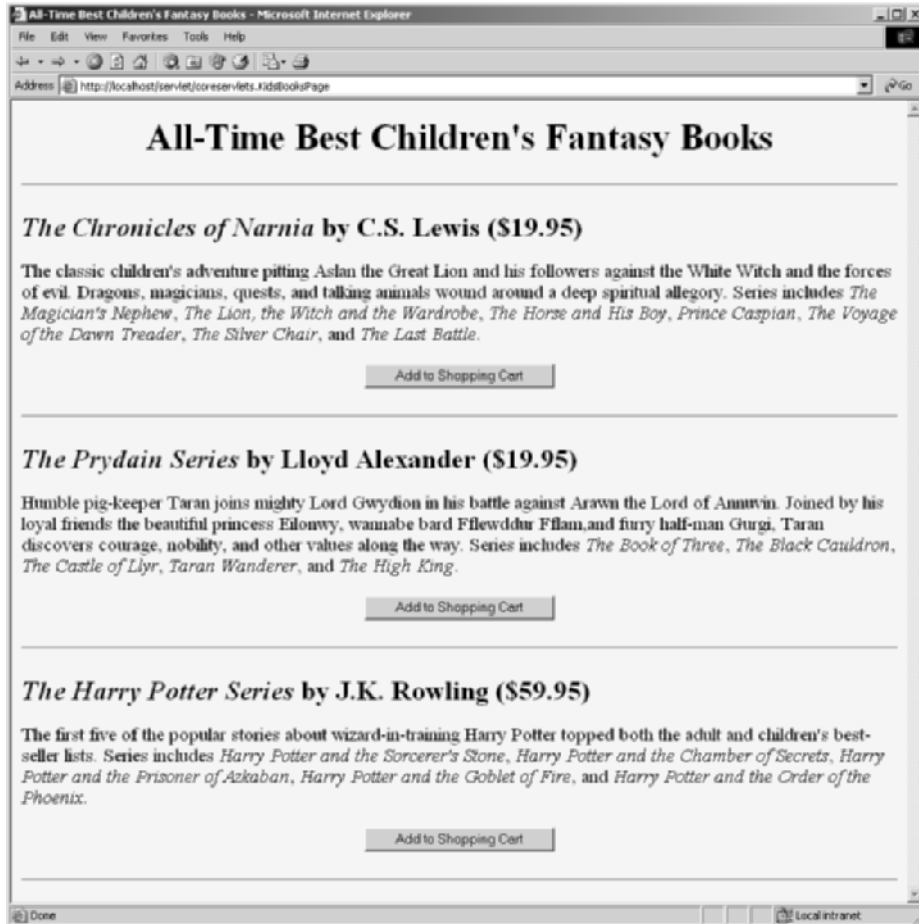 All-Time Best Children's Fantasy Books - Microsoft Internet Explorer
File Edit View Favorites Tools Help
Address http://localhost/servlet/coreservlets.KidsBooksPage Go
All-Time Best Children's Fantasy Books
The Chronicles of Narnia by C.S. Lewis ($19.95)
The classic children's adventure pitting Aslan the Great Lion and his followers against the White Witch and the forces
of evil. Dragons, magicians, quests, and talking animals wound around a deep spiritual allegory. Series includes The
Magician's Nephew, The Lion, the Witch and the Wardrobe, The Horse and His Boy, Prince Caspian, The Voyage
of the Dawn Treader, The Silver Chair, and The Last Battle.
Add to Shopping Cart
The Prydain Series by Lloyd Alexander ($19.95)
Humble pig-keeper Taran joins mighty Lord Gwydion in his battle against Arawn the Lord of Annuvin. Joined by his
loyal friends the beautiful princess Eilonwy, wannabe bard Fflewddur Fflam,and furry half-man Gurgi, Taran
discovers courage, nobility, and other values along the way. Series includes The Book of Three, The Black Cauldron,
The Castle of Llyr, Taran Wanderer, and The High King.
Add to Shopping Cart
The Harry Potter Series by J.K. Rowling ($59.95)
The first five of the popular stories about wizard-in-training Harry Potter topped both the adult and children's best-
seller lists. Series includes Harry Potter and the Sorcerer's Stone, Harry Potter and the Chamber of Secrets, Harry
Potter and the Prisoner of Azkaban, Harry Potter and the Goblet of Fire, and Harry Potter and the Order of the
Phoenix.
Add to Shopping Cart
Done Local intranet